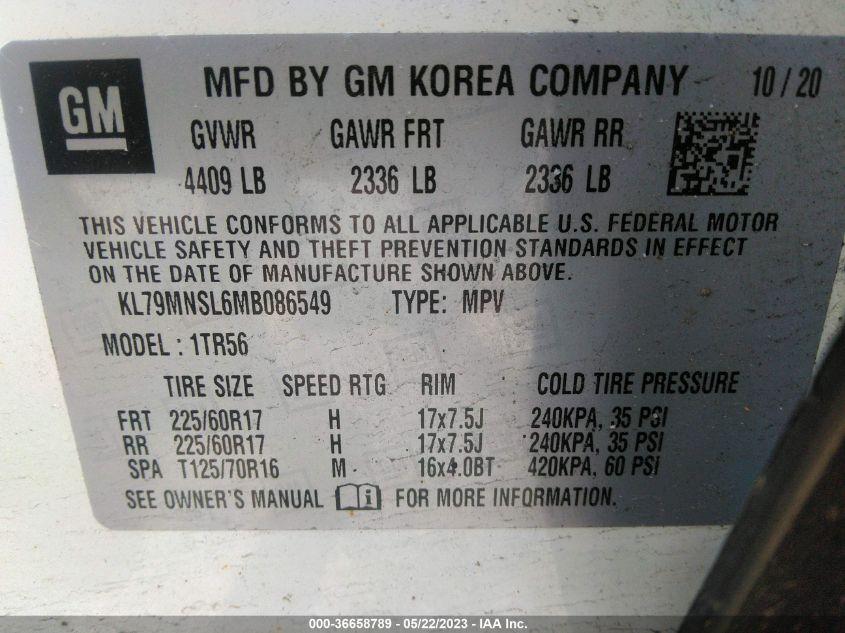 GM
MFD BY GM KOREA COMPANY 10/20
GVWR GAWR FRT GAWR RR
4409 LB 2336 LB 2336 LB
THIS VEHICLE CONFORMS TO ALL APPLICABLE U.S. FEDERAL MOTOR
VEHICLE SAFETY AND THEFT PREVENTION STANDARDS IN EFFECT
ON THE DATE OF MANUFACTURE SHOWN ABOVE.
KL79MNSL6MB086549 TYPE: MPV
MODEL : 1TR56
TIRE SIZE SPEED RTG RIM COLD TIRE PRESSURE
FRT 225/60R17 H 17x7.5J 240KPA, 35 PSI
RR 225/60R17 H 17x7.5J 240KPA, 35 PSI
SPA T125/70R16 M 16x4.0BT 420KPA, 60 PSI
SEE OWNER'S MANUAL i FOR MORE INFORMATION.
000-36658789 - 05/22/2023 - IAA Inc.